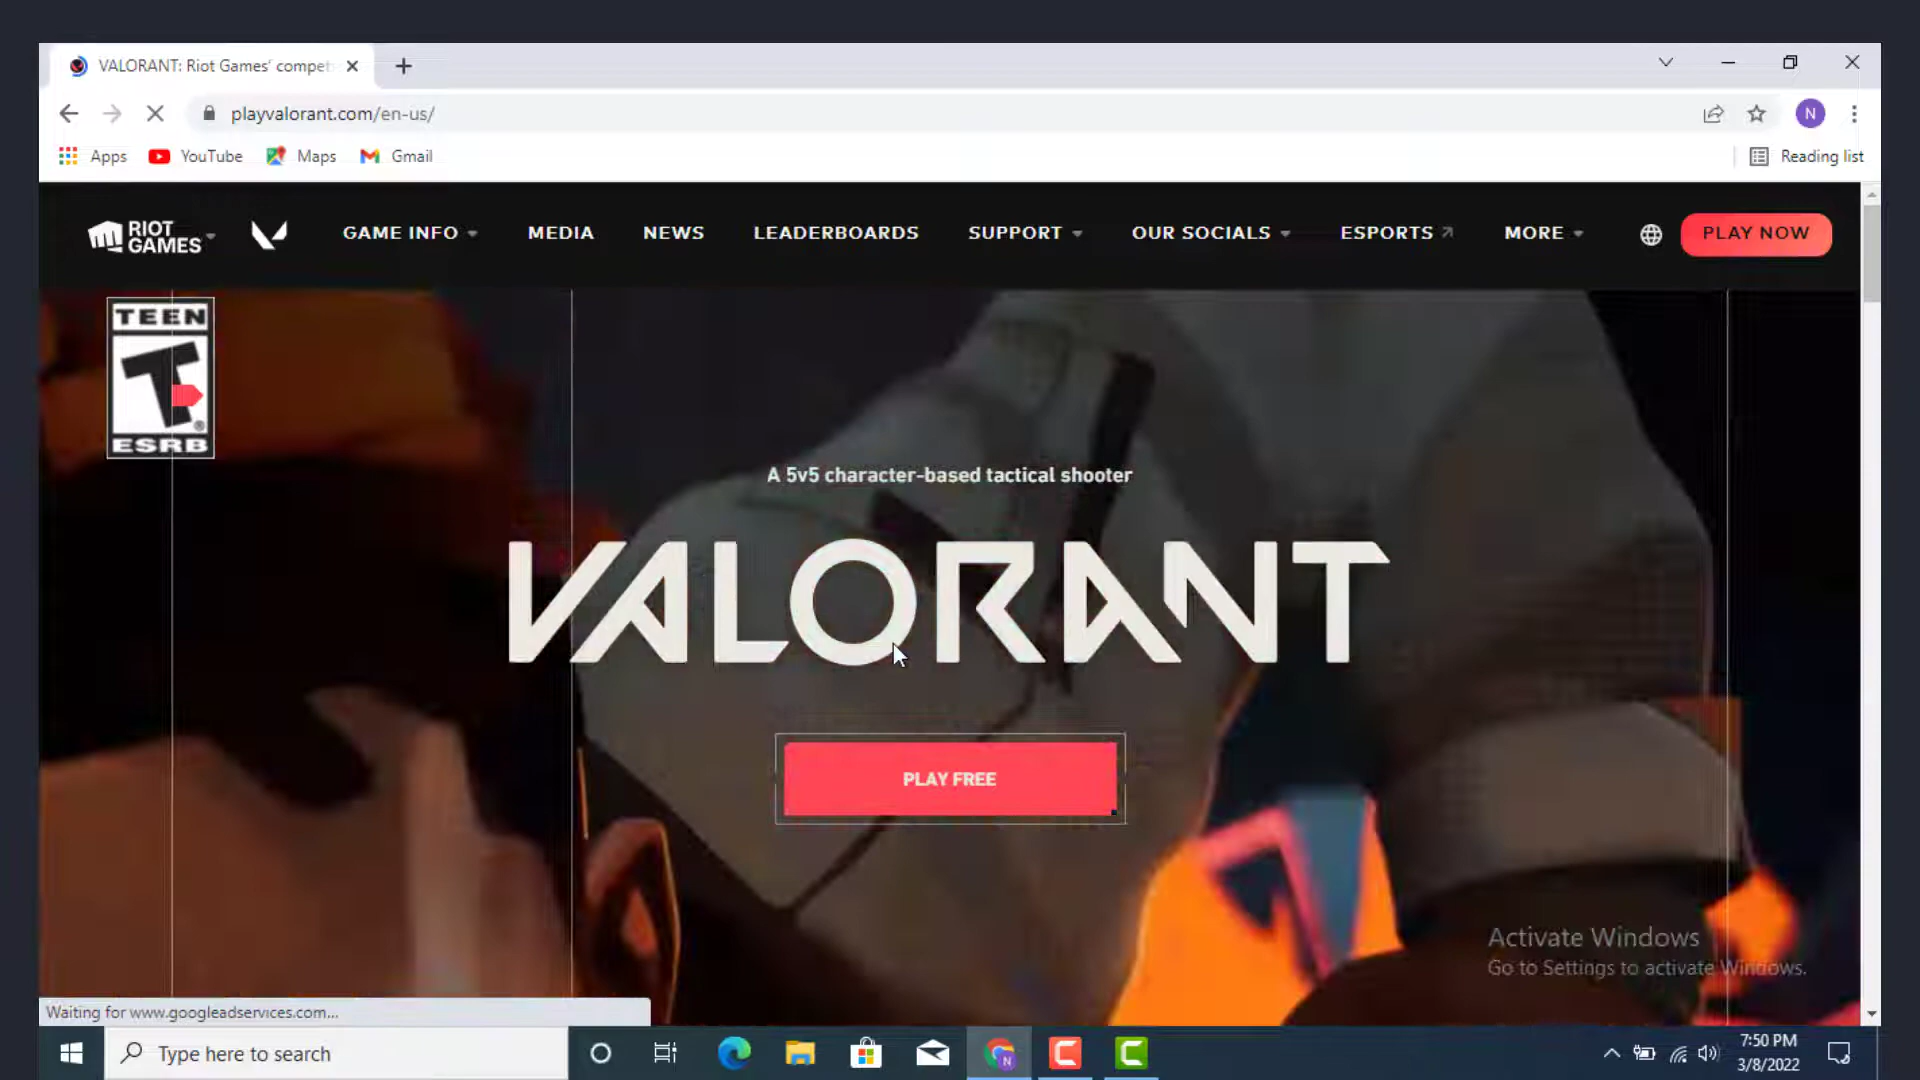 VALORANT: Riot Games' compet
playvalorant.com/en-us/
N
Apps
YouTube
Maps
Gmail
Reading list
RIOT
GAMES
GAME INFO
MEDIA
NEWS
LEADERBOARDS
SUPPORT
OUR SOCIALS
ESPORTS
MORE
PLAY NOW
TEEN
T
®
ESRB
A 5v5 character-based tactical shooter
VALORANT
PLAY FREE
Activate Windows
Go to Settings to activate Windows.
Waiting for www.googleadservices.com...
Type here to search
7:50 PM
3/8/2022